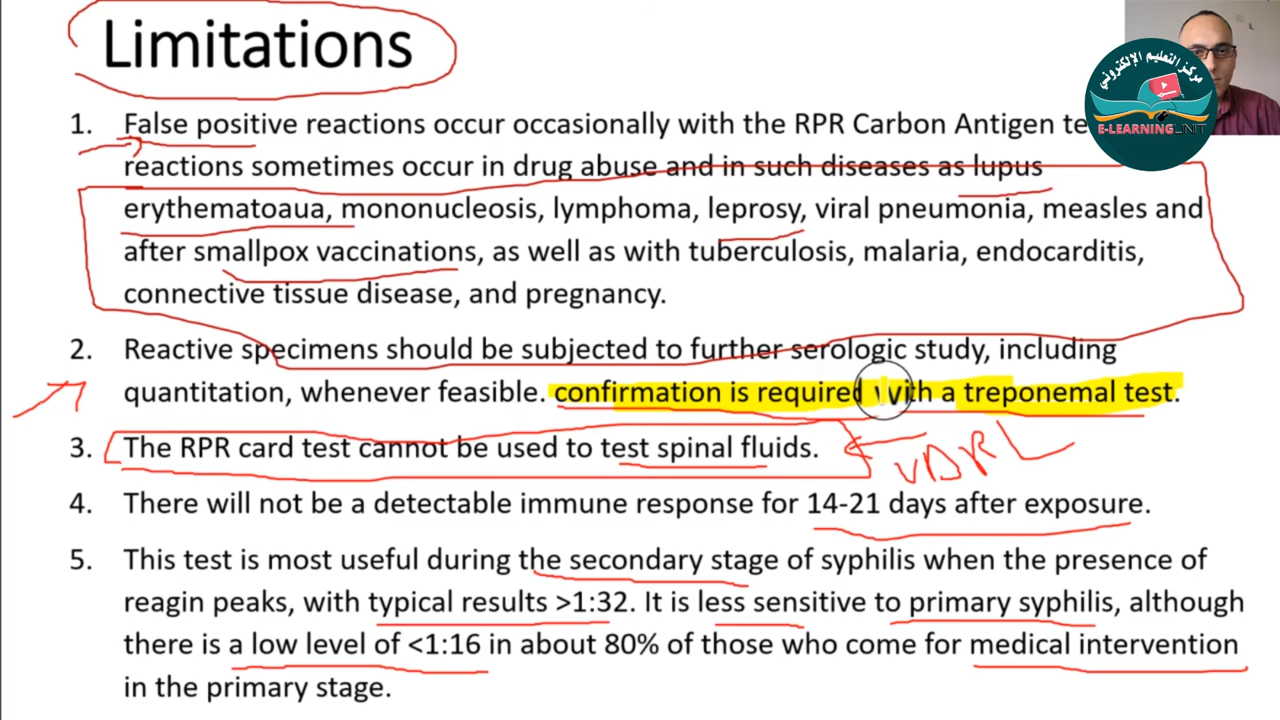 Limitations
مركز التعليم الإلكتروني
E-LEARNING UNIT
1. False positive reactions occur occasionally with the RPR Carbon Antigen te
reactions sometimes occur in drug abuse and in such diseases as lupus
erythematoaua, mononucleosis, lymphoma, leprosy, viral pneumonia, measles and
after smallpox vaccinations, as well as with tuberculosis, malaria, endocarditis,
connective tissue disease, and pregnancy.
2. Reactive specimens should be subjected to further serologic study, including
quantitation, whenever feasible. confirmation is required with a treponemal test.
3. The RPR card test cannot be used to test spinal fluids.
VDRL
4. There will not be a detectable immune response for 14-21 days after exposure.
5. This test is most useful during the secondary stage of syphilis when the presence of
reagin peaks, with typical results >1:32. It is less sensitive to primary syphilis, although
there is a low level of <1:16 in about 80% of those who come for medical intervention
in the primary stage.